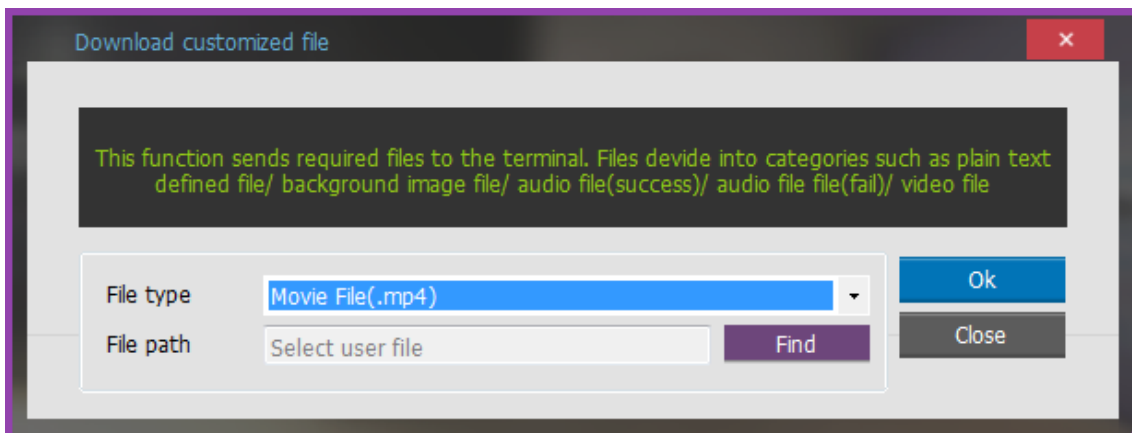 Download customized file
×
This function sends required files to the terminal. Files devide into categories such as plain text
defined file/ background image file/ audio file(success)/ audio file file(fail)/ video file
File type
Movie File(.mp4)
Ok
File path
Select user file
Find
Close